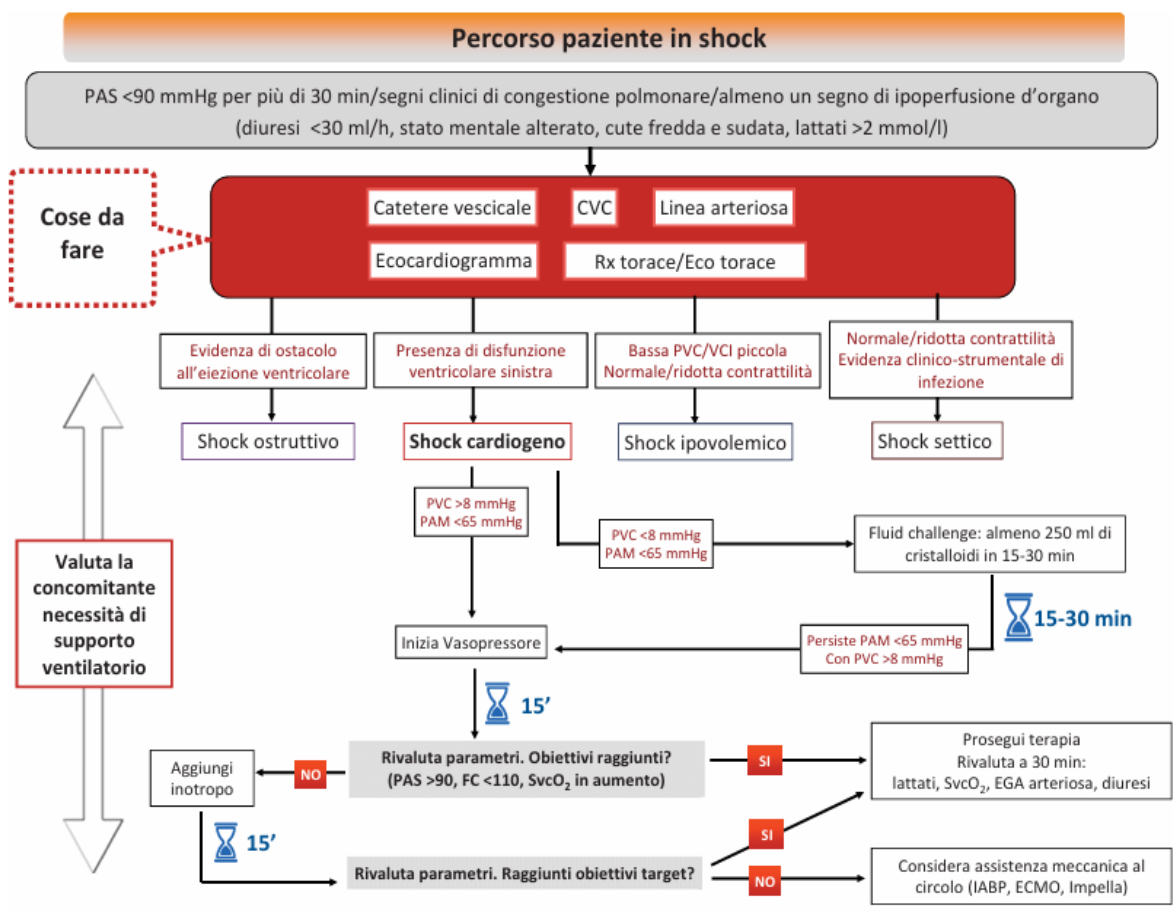 Percorso paziente in shock
PAS <90 mmHg per più di 30 min/segni clinici di congestione polmonare/almeno un segno di ipoperfusione d'organo
(diuresi <30 ml/h, stato mentale alterato, cute fredda e sudata, lattati >2 mmol/l)
Cose da
fare
Catetere vescicale
CVC
Linea arteriosa
Ecocardiogramma
Rx torace/Eco torace
Evidenza di ostacolo
all'eiezione ventricolare
Presenza di disfunzione
ventricolare sinistra
Bassa PVC/VCI piccola
Normale/ridotta contrattilità
Normale/ridotta contrattilità
Evidenza clinico-strumentale di
infezione
Shock ostruttivo
Shock cardiogeno
Shock ipovolemico
Shock settico
PVC >8 mmHg
PAM <65 mmHg
PVC <8 mmHg
PAM <65 mmHg
Fluid challenge: almeno 250 ml di
cristalloidi in 15-30 min
Valuta la
concomitante
necessità di
supporto
ventilatorio
15-30 min
Inizia Vasopressore
Persiste PAM <65 mmHg
Con PVC >8 mmHg
15'
Rivaluta parametri. Obiettivi raggiunti?
(PAS >90, FC <110, SvcO₂ in aumento)
NO
SI
Aggiungi
inotropo
Prosegui terapia
Rivaluta a 30 min:
lattati, SvcO₂, EGA arteriosa, diuresi
15'
SI
Rivaluta parametri. Raggiunti obiettivi target?
NO
Considera assistenza meccanica al
circolo (IABP, ECMO, Impella)